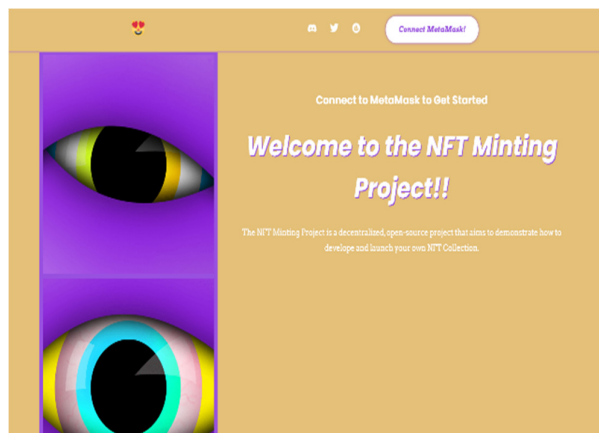 Connect MetaMask!
Connect to MetaMask to Get Started
Welcome to the NFT Minting
Project!!
The NFT Minting Project is a decentralized, open-source project that aims to demonstrate how to
develope and launch your own NFT Collection.